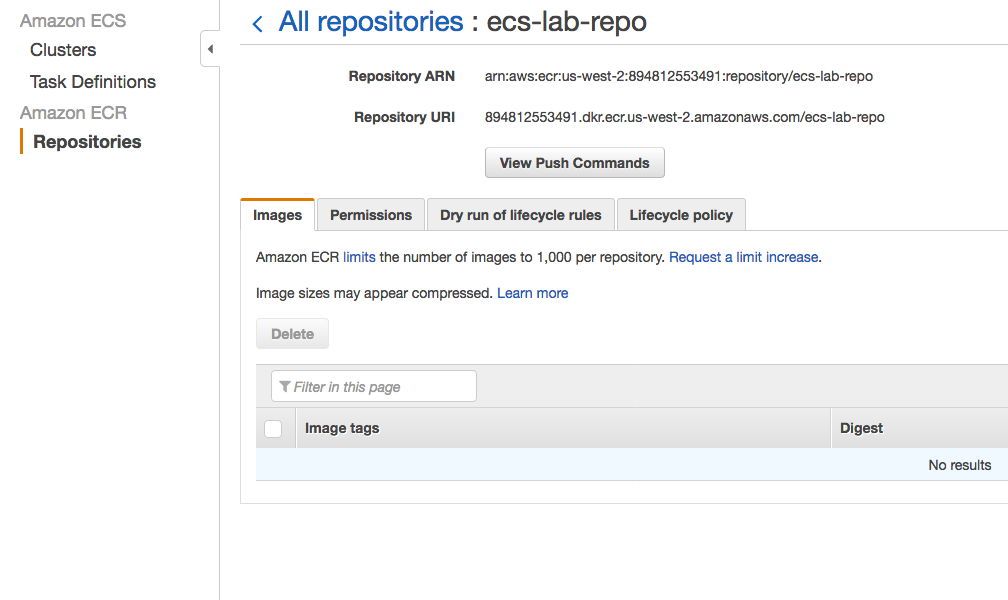 Amazon ECS
Clusters
Task Definitions
Amazon ECR
Repositories
All repositories : ecs-lab-repo
Repository ARN arn:aws:ecr:us-west-2:894812553491:repository/ecs-lab-repo
Repository URI 894812553491.dkr.ecr.us-west-2.amazonaws.com/ecs-lab-repo
View Push Commands
Images Permissions Dry run of lifecycle rules Lifecycle policy
Amazon ECR limits the number of images to 1,000 per repository. Request a limit increase.
Image sizes may appear compressed. Learn more
Delete
Filter in this page
Image tags Digest
No results